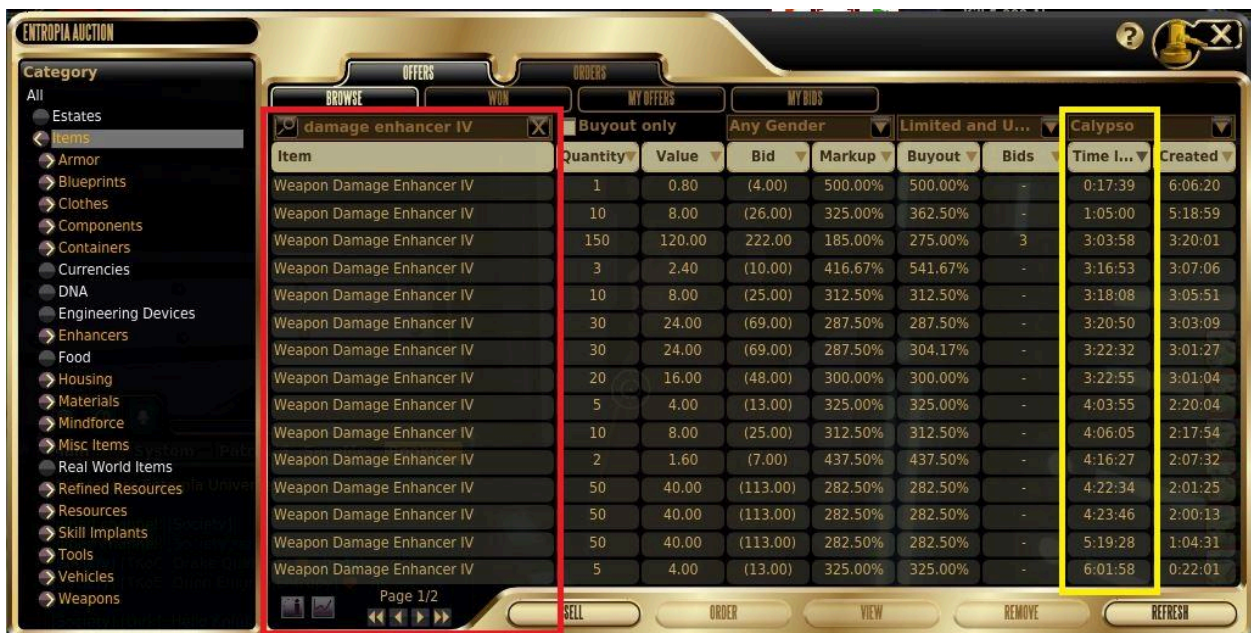 ENTROPIA AUCTION
?
X
Category
All
Estates
Items
Armor
Blueprints
Clothes
Components
Containers
Currencies
DNA
Engineering Devices
Enhancers
Food
Housing
Materials
Mindforce
Misc Items
Real World Items
Refined Resources
Resources
Skill Implants
Tools
Vehicles
Weapons
OFFERS ORDERS
BROWSE WON MY OFFERS MY BIDS
damage enhancer IV X Buyout only Any Gender Limited and U... Calypso
Item Quantity Value Bid Markup Buyout Bids Time l... Created
Weapon Damage Enhancer IV 1 0.80 (4.00) 500.00% 500.00% - 0:17:39 6:06:20
Weapon Damage Enhancer IV 10 8.00 (26.00) 325.00% 362.50% - 1:05:00 5:18:59
Weapon Damage Enhancer IV 150 120.00 222.00 185.00% 275.00% 3 3:03:58 3:20:01
Weapon Damage Enhancer IV 3 2.40 (10.00) 416.67% 541.67% - 3:16:53 3:07:06
Weapon Damage Enhancer IV 10 8.00 (25.00) 312.50% 312.50% - 3:18:08 3:05:51
Weapon Damage Enhancer IV 30 24.00 (69.00) 287.50% 287.50% - 3:20:50 3:03:09
Weapon Damage Enhancer IV 30 24.00 (69.00) 287.50% 304.17% - 3:22:32 3:01:27
Weapon Damage Enhancer IV 20 16.00 (48.00) 300.00% 300.00% - 3:22:55 3:01:04
Weapon Damage Enhancer IV 5 4.00 (13.00) 325.00% 325.00% - 4:03:55 2:20:04
Weapon Damage Enhancer IV 10 8.00 (25.00) 312.50% 312.50% - 4:06:05 2:17:54
Weapon Damage Enhancer IV 2 1.60 (7.00) 437.50% 437.50% - 4:16:27 2:07:32
Weapon Damage Enhancer IV 50 40.00 (113.00) 282.50% 282.50% - 4:22:34 2:01:25
Weapon Damage Enhancer IV 50 40.00 (113.00) 282.50% 282.50% - 4:23:46 2:00:13
Weapon Damage Enhancer IV 50 40.00 (113.00) 282.50% 282.50% - 5:19:28 1:04:31
Weapon Damage Enhancer IV 5 4.00 (13.00) 325.00% 325.00% - 6:01:58 0:22:01
Page 1/2
SELL ORDER VIEW REMOVE REFRESH